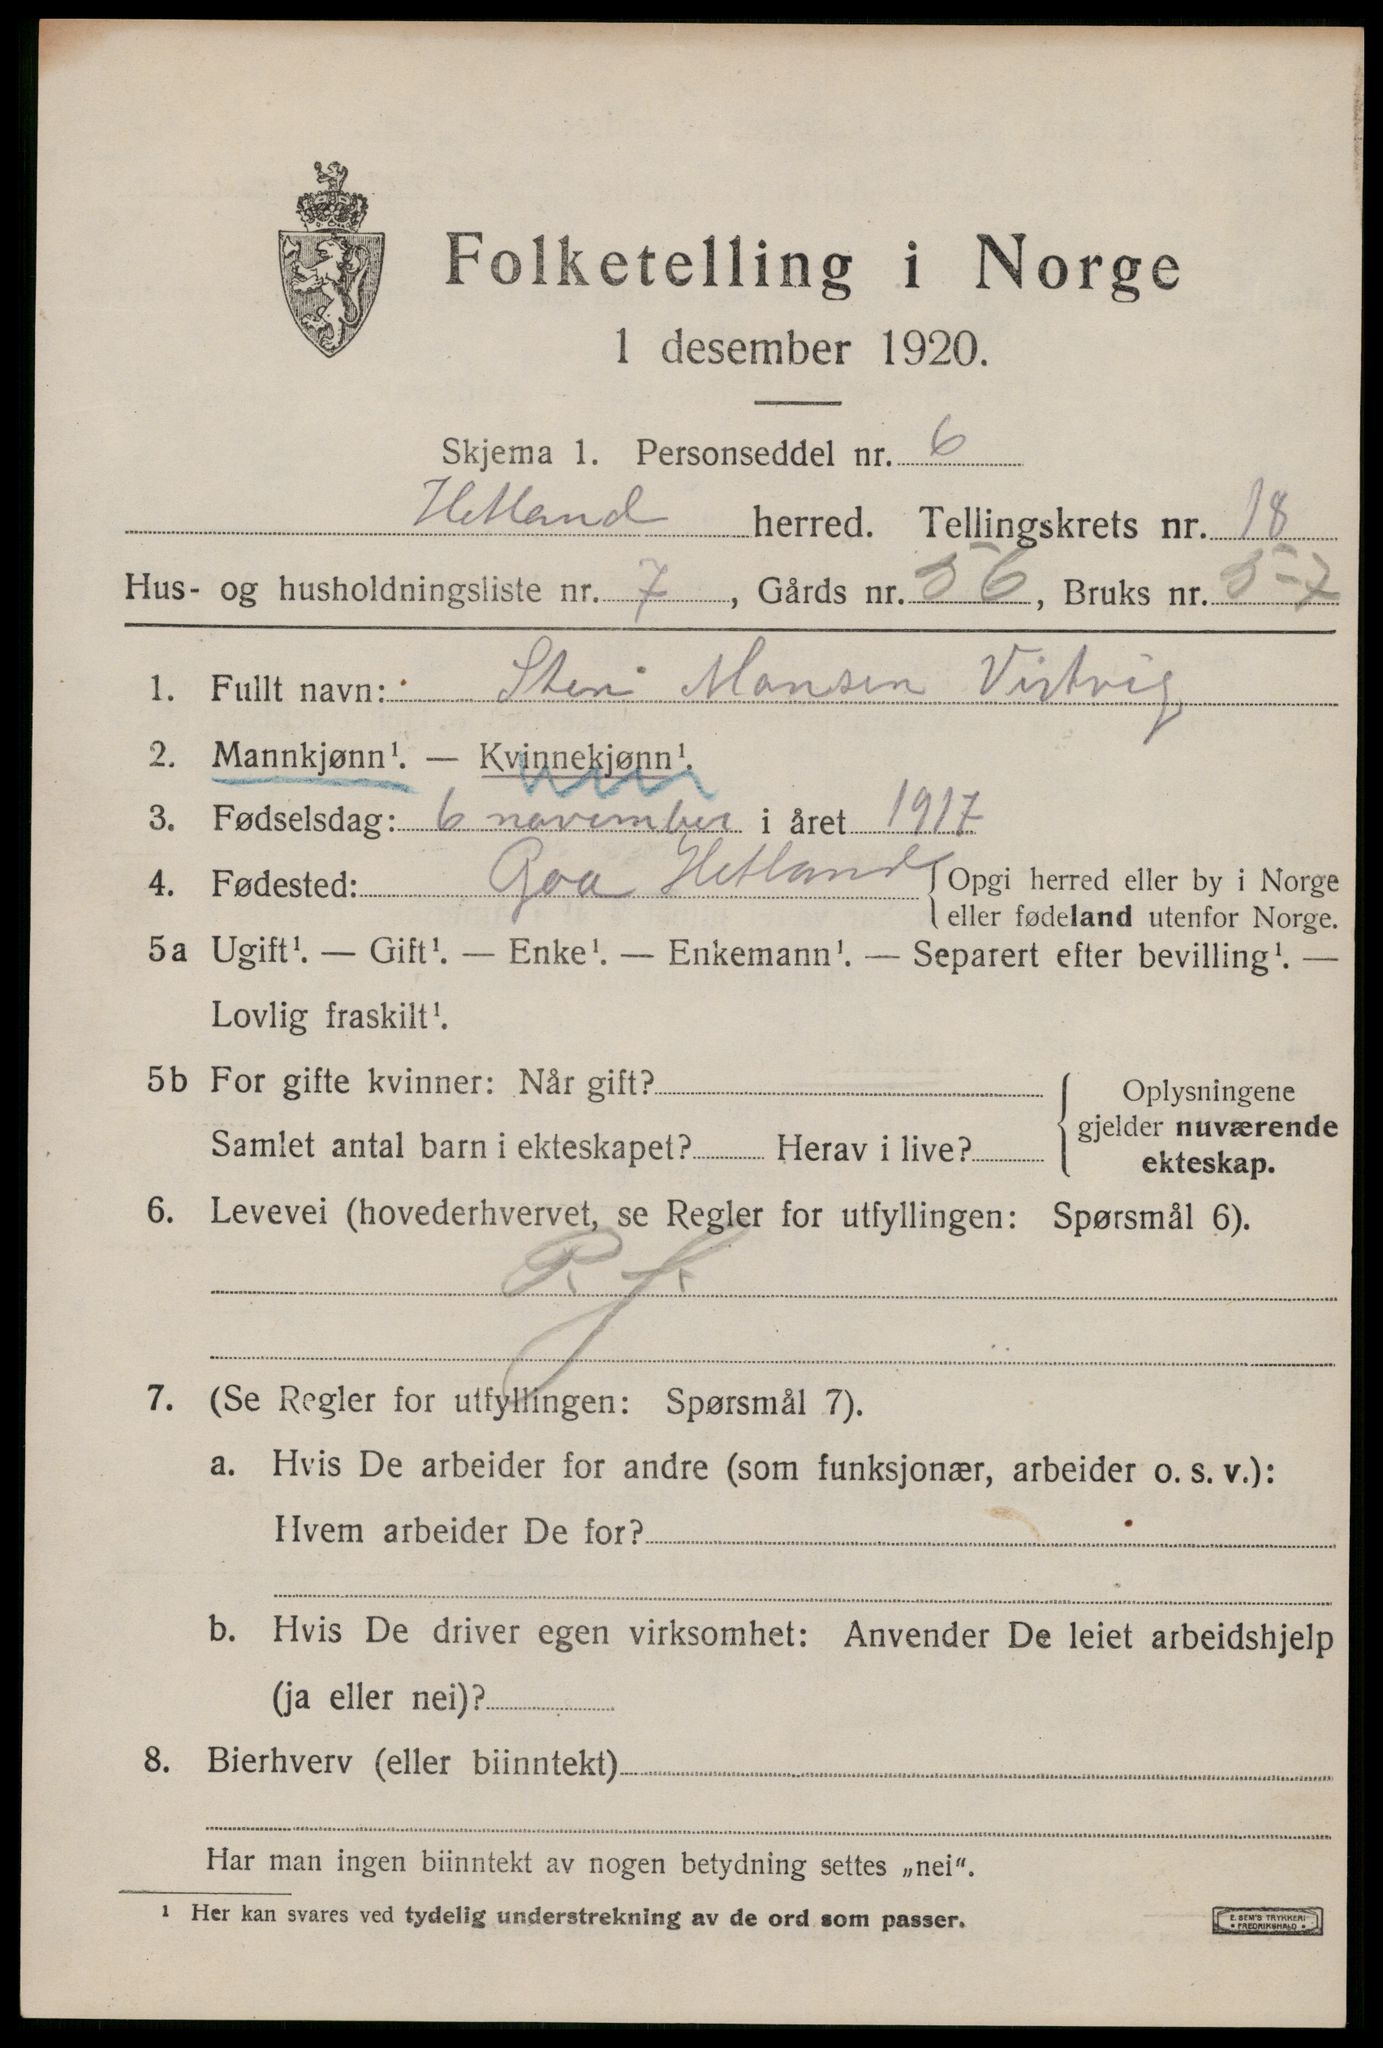 Folketelling i Norge
1 desember 1920.
Skjema 1. Personseddel nr. 6
Hetland herred. Tellingskrets nr. 18
Hus- og husholdningsliste nr. 7, Gårds nr. 56, Bruks nr. 57
1. Fullt navn: Monsen
2. Mannkjønn¹. — Kvinnekjønn¹.
3. Fødselsdag: 6 november i året 1917
4. Fødested: Hetland {Opgi herred eller by i Norge
eller fødeland utenfor Norge.
5a Ugift¹. — Gift¹. — Enke¹. — Enkemann¹. — Separert efter bevilling¹. —
Lovlig fraskilt¹.
5b For gifte kvinner: Når gift?
Samlet antal barn i ekteskapet? Herav i live?
Oplysningene
gjelder nuværende
ekteskap.
6. Levevei (hovederhvervet, se Regler for utfyllingen: Spørsmål 6).
7. (Se Regler for utfyllingen: Spørsmål 7).
a. Hvis De arbeider for andre (som funksjonær, arbeider o. s. v.):
Hvem arbeider De for?
b. Hvis De driver egen virksomhet: Anvender De leiet arbeidshjelp
(ja eller nei)?
8. Bierhverv (eller biinntekt)
Har man ingen biinntekt av nogen betydning settes „nei“.
¹ Her kan svares ved tydelig understrekning av de ord som passer.
E. SEM'S TRYKKERI
• FREDRIKSHALD •